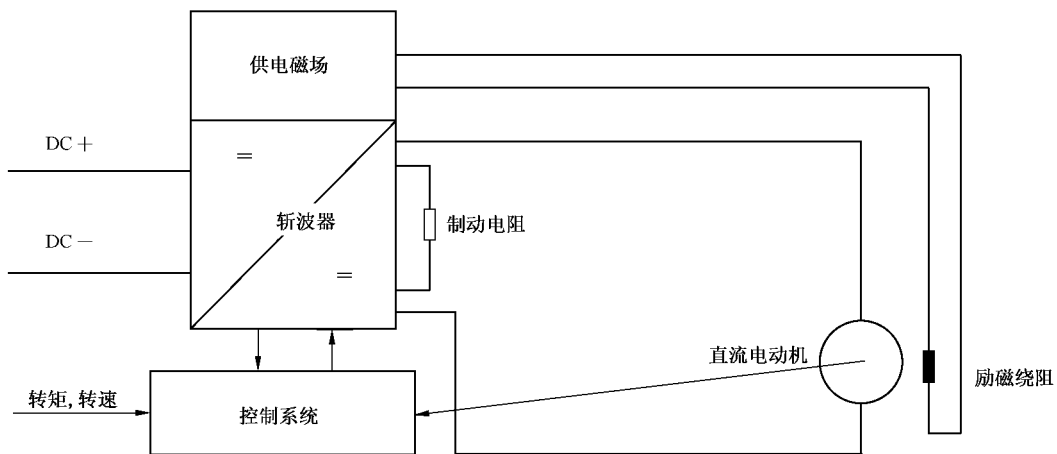 供电磁场
DC+
=
斩波器
制动电阻
DC-
=
直流电动机
励磁绕阻
转矩,转速
控制系统